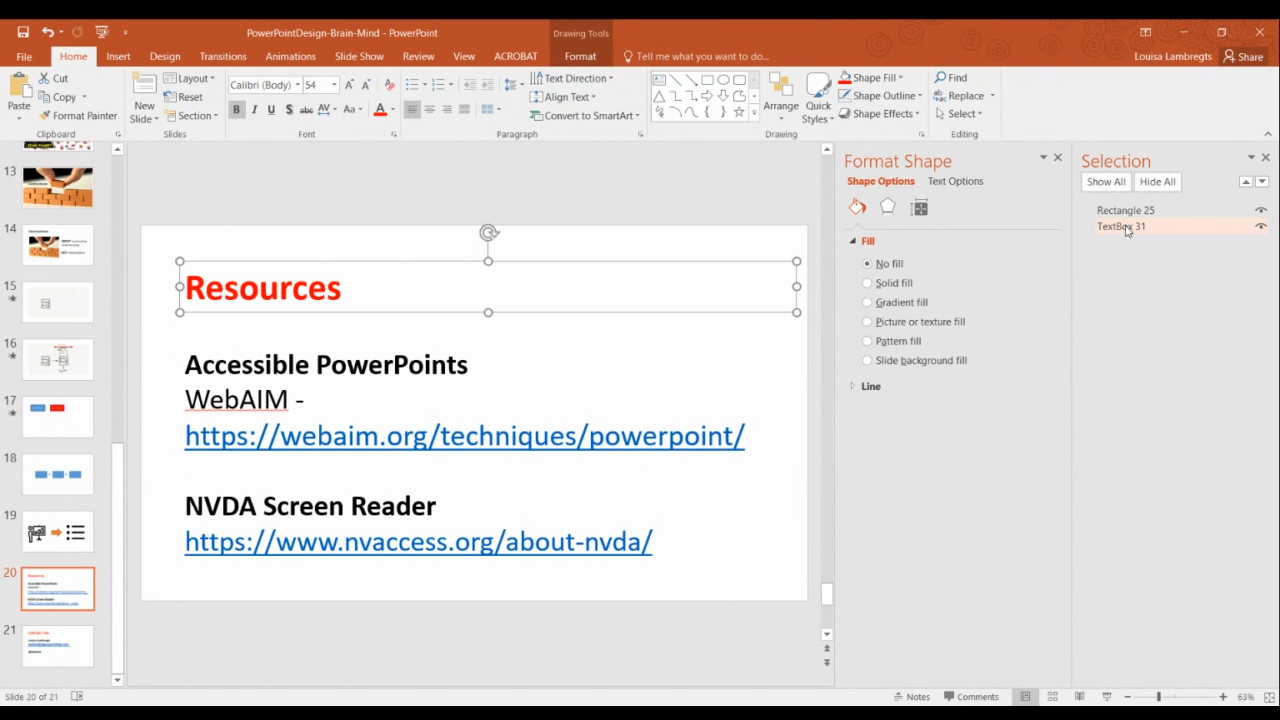 PowerPointDesign-Brain-Mind - PowerPoint
Drawing Tools
File
Home
Insert
Design
Transitions
Animations
Slide Show
Review
View
ACROBAT
Format
Tell me what you want to do...
Louisa Lambregts
Share
Paste
Cut
Copy
Format Painter
Clipboard
New
Slide
Layout
Reset
Section
Slides
Calibri (Body)
54
Font
Text Direction
Align Text
Convert to SmartArt
Paragraph
Arrange
Quick
Styles
Shape Fill
Shape Outline
Shape Effects
Drawing
Find
Replace
Select
Editing
13
14
15
16
17
18
19
20
21
Resources
Accessible PowerPoints
WebAIM -
https://webaim.org/techniques/powerpoint/
NVDA Screen Reader
https://www.nvaccess.org/about-nvda/
Format Shape
Shape Options
Text Options
Fill
No fill
Solid fill
Gradient fill
Picture or texture fill
Pattern fill
Slide background fill
Line
Selection
Show All
Hide All
Rectangle 25
TextBox 31
Slide 20 of 21
Notes
Comments
63%